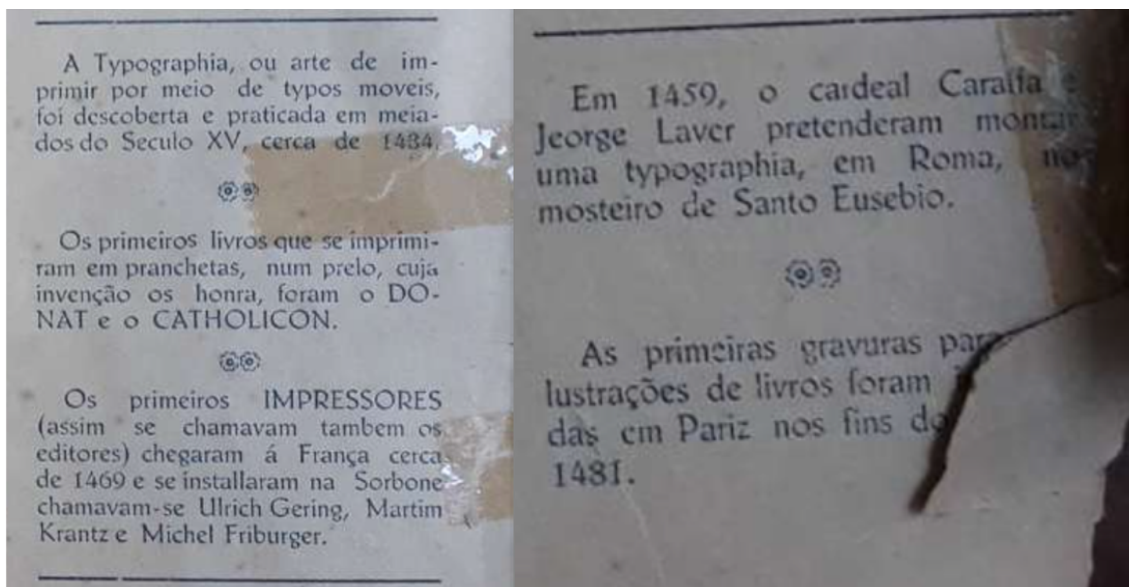 A Typographia, ou arte de im-
primir por meio de typos moveis,
foi descoberta e praticada em meia-
dos do Seculo XV, cerca de 1434.
Os primeiros livros que se imprimi-
ram em pranchetas, num prelo, cuja
invenção os honra, foram o DO-
NAT e o CATHOLICON.
Os primeiros IMPRESSORES
(assim se chamavam tambem os
editores) chegaram á França cerca
de 1469 e se installaram na Sorbone
chamavam-se Ulrich Gering, Martim
Krantz e Michel Friburger.
Em 1459, o cardeal Caraffa e
Jeorge Laver pretenderam montar
uma typographia, em Roma, no
mosteiro de Santo Eusebio.
As primeiras gravuras para
lustrações de livros foram
das em Pariz nos fins do
1481.